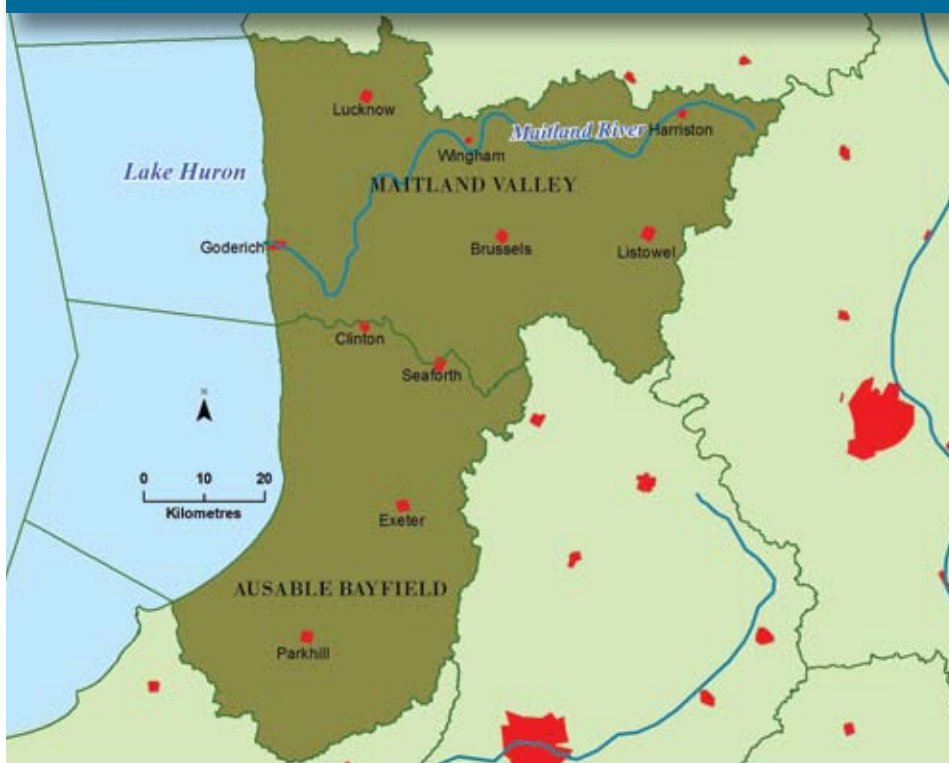 Lucknow
Maitland River
Harriston
Wingham
Lake Huron
MAITLAND VALLEY
Goderich
Brussels
Listowel
Clinton
Seaforth
N
0 10 20
Kilometres
Exeter
AUSABLE BAYFIELD
Parkhill